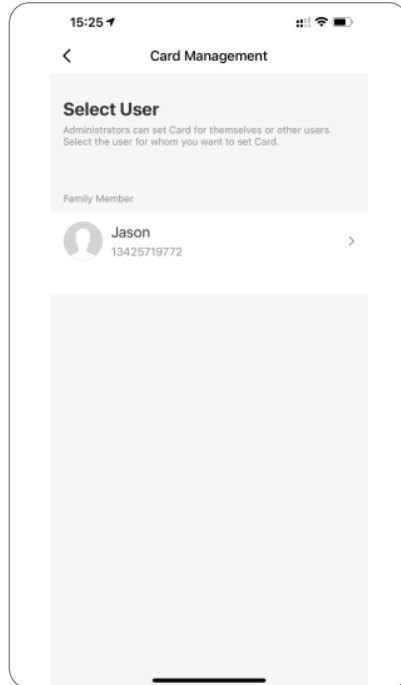 15:25
Card Management
Select User
Administrators can set Card for themselves or other users.
Select the user for whom you want to set Card.
Family Member
Jason
13425719772